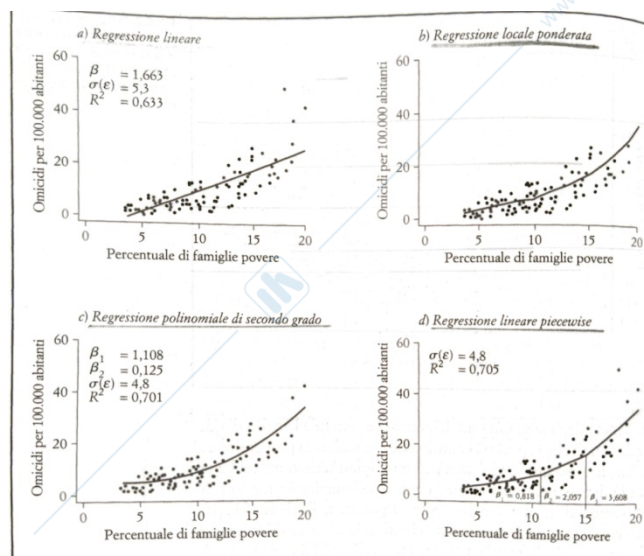 a) Regressione lineare
60
40
20
0
β = 1,663
σ(ε) = 5,3
R² = 0,633
Omicidi per 100.000 abitanti
0 5 10 15 20
Percentuale di famiglie povere
b) Regressione locale ponderata
60
40
20
0
Omicidi per 100.000 abitanti
0 5 10 15 20
Percentuale di famiglie povere
c) Regressione polinomiale di secondo grado
60
40
20
0
β₁ = 1,108
β₂ = 0,125
σ(ε) = 4,8
R² = 0,701
Omicidi per 100.000 abitanti
0 5 10 15 20
Percentuale di famiglie povere
d) Regressione lineare piecewise
60
40
20
0
σ(ε) = 4,8
R² = 0,705
Omicidi per 100.000 abitanti
= 0,818 = 2,057 = 3,608
0 5 10 15 20
Percentuale di famiglie povere